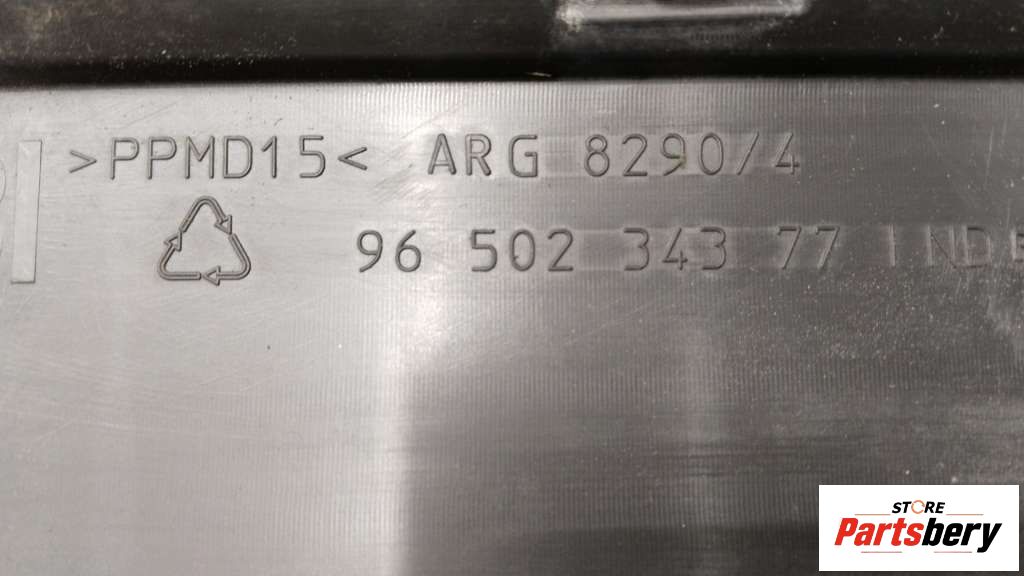 >PPMD15< ARG 8290/4
96 502 343 77
STORE
Partsbery